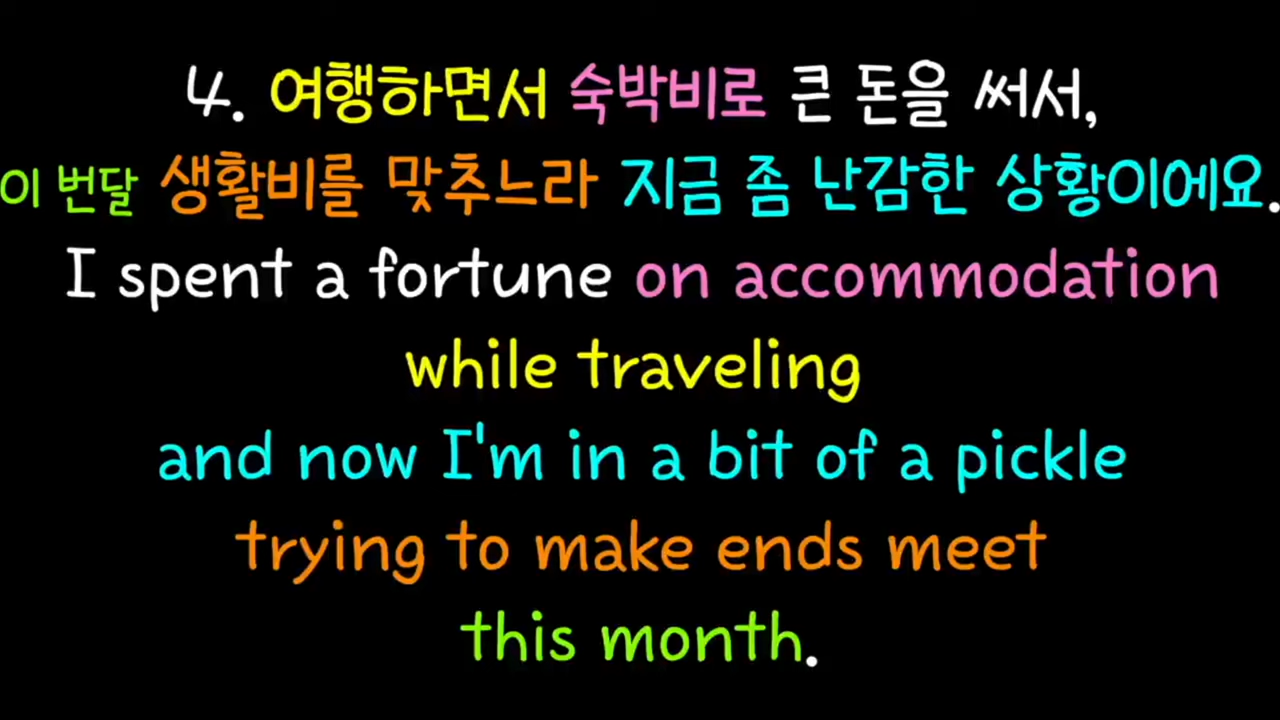 4. 여행하면서 숙박비로 큰 돈을 써서,
이 번달 생활비를 맞추느라 지금 좀 난감한 상황이에요.
I spent a fortune on accommodation
while traveling
and now I'm in a bit of a pickle
trying to make ends meet
this month.